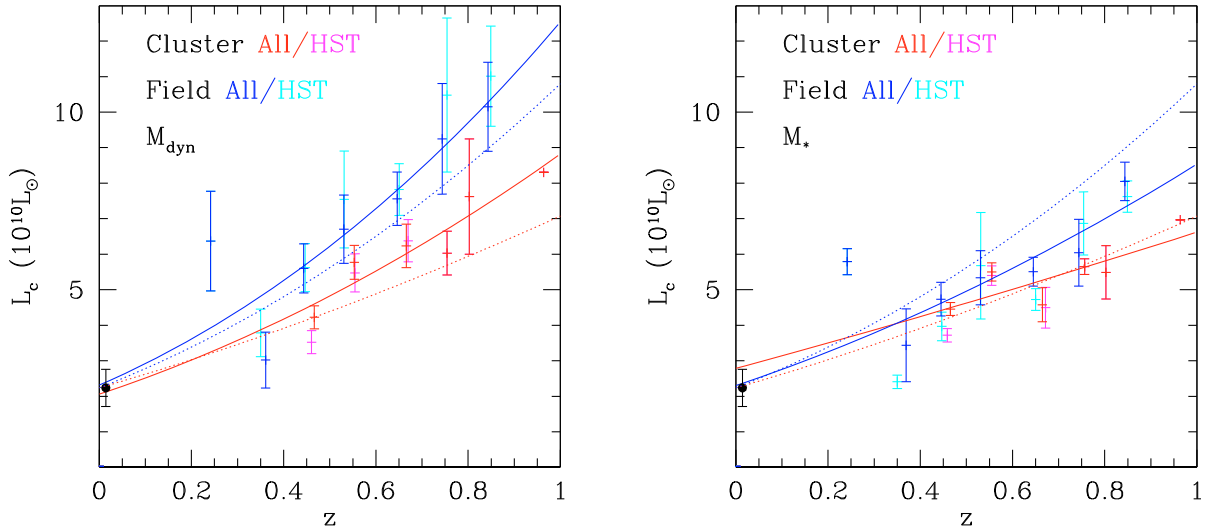 Cluster All/HST
Field All/HST
M_dyn
10
5
L_c (10^10 L_⊙)
0 0.2 0.4 0.6 0.8 1
z
Cluster All/HST
Field All/HST
M_*
10
5
L_c (10^10 L_⊙)
0 0.2 0.4 0.6 0.8 1
z